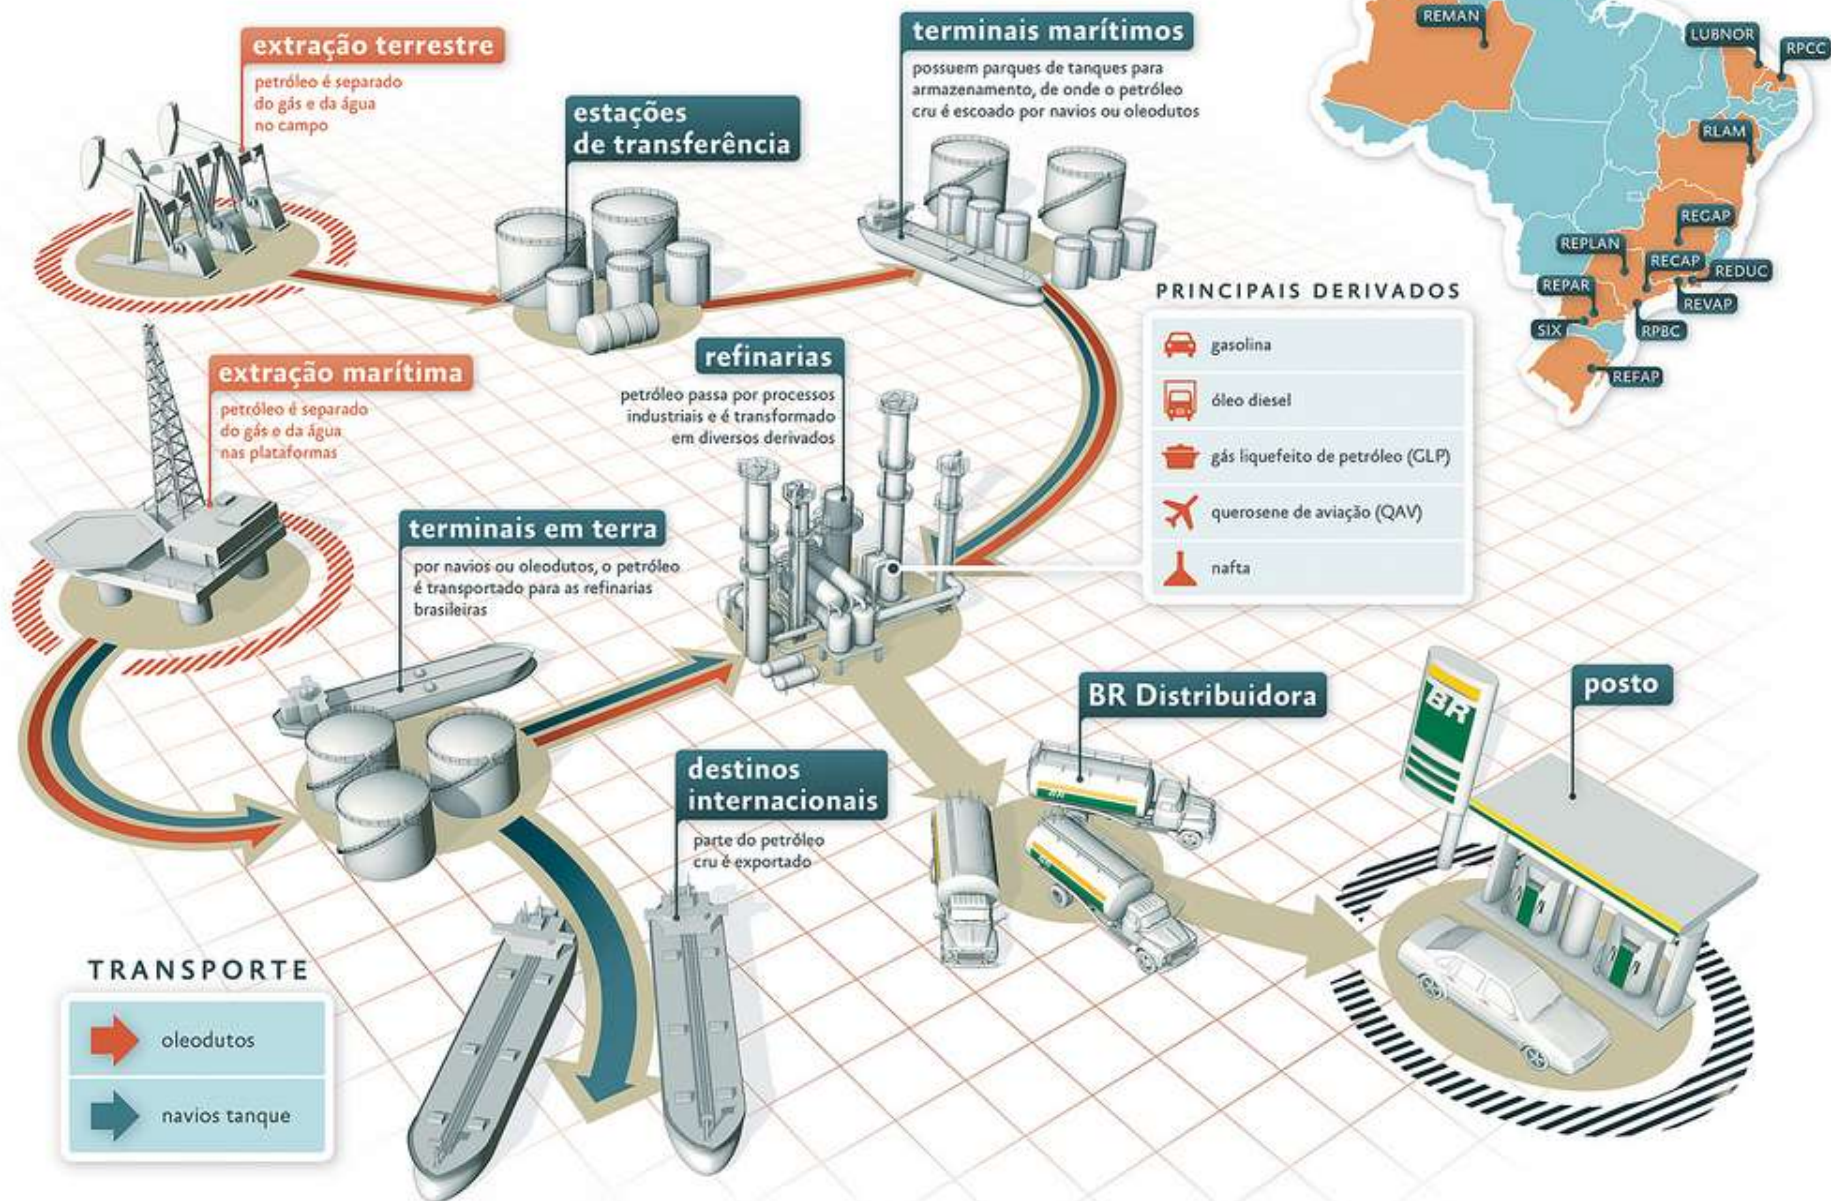 extração terrestre
petróleo é separado
do gás e da água
no campo
estações
de transferência
terminais marítimos
possuem parques de tanques para
armazenamento, de onde o petróleo
cru é escoado por navios ou oleodutos
REMAN
LUBNOR
RPCC
RLAM
REGAP
REPLAN
RECAP
REDUC
REPAR
REVAP
SIX
RPBC
REFAP
PRINCIPAIS DERIVADOS
gasolina
óleo diesel
gás liquefeito de petróleo (GLP)
querosene de aviação (QAV)
nafta
refinarias
petróleo passa por processos
industriais e é transformado
em diversos derivados
extração marítima
petróleo é separado
do gás e da água
nas plataformas
terminais em terra
por navios ou oleodutos, o petróleo
é transportado para as refinarias
brasileiras
BR Distribuidora
BR
BR
BR
posto
destinos
internacionais
parte do petróleo
cru é exportado
TRANSPORTE
oleodutos
navios tanque